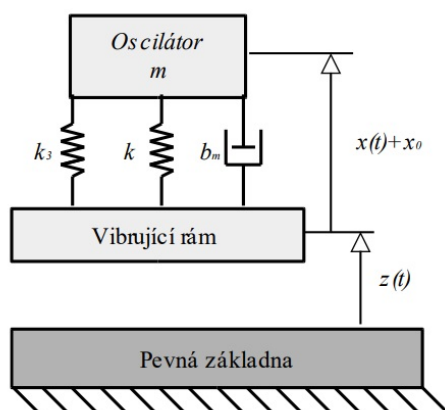 Oscilátor
m
k₃
k
bₘ
x(t)+x₀
Vibrující rám
z(t)
Pevná základna